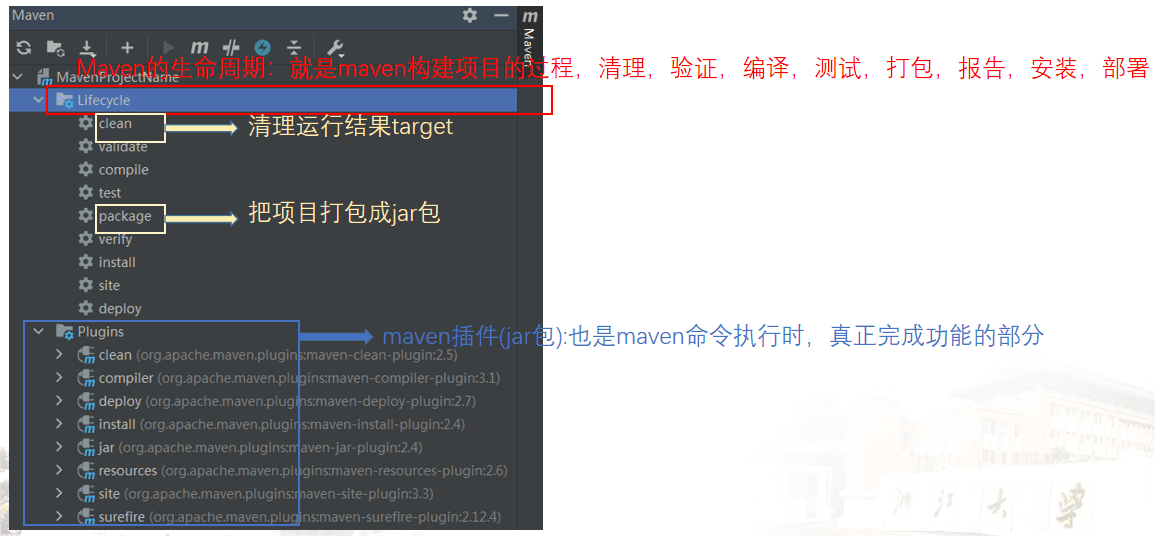 Maven
Maven
Maven的生命周期：就是maven构建项目的过程，清理，验证，编译，测试，打包，报告，安装，部署
MavenProjectName
Lifecycle
clean
清理运行结果target
validate
compile
test
package
把项目打包成jar包
verify
install
site
deploy
Plugins
maven插件(jar包):也是maven命令执行时，真正完成功能的部分
clean (org.apache.maven.plugins:maven-clean-plugin:2.5)
compiler (org.apache.maven.plugins:maven-compiler-plugin:3.1)
deploy (org.apache.maven.plugins:maven-deploy-plugin:2.7)
install (org.apache.maven.plugins:maven-install-plugin:2.4)
jar (org.apache.maven.plugins:maven-jar-plugin:2.4)
resources (org.apache.maven.plugins:maven-resources-plugin:2.6)
site (org.apache.maven.plugins:maven-site-plugin:3.3)
surefire (org.apache.maven.plugins:maven-surefire-plugin:2.12.4)
浙江大学